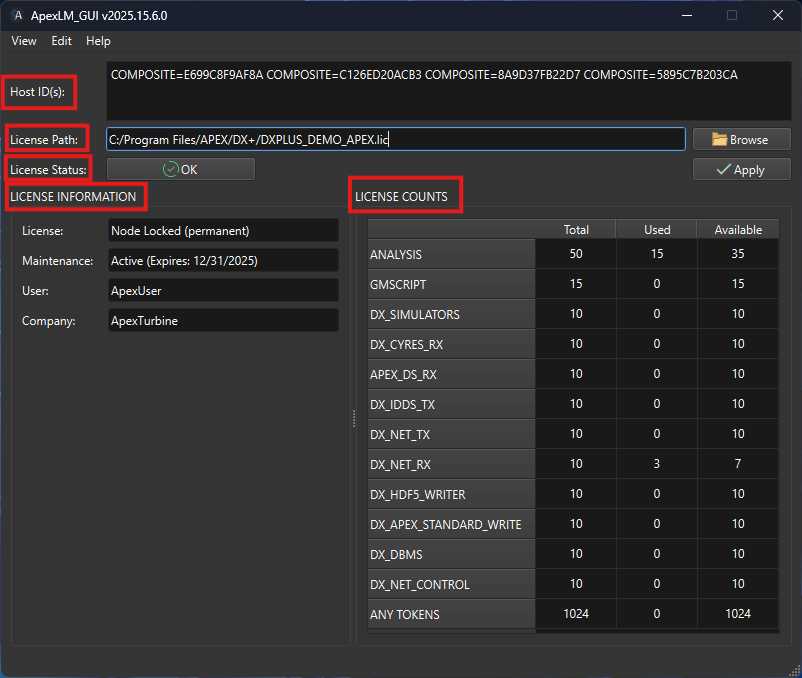 ApexLM_GUI v2025.15.6.0
View Edit Help
Host ID(s):
COMPOSITE=E699C8F9AF8A COMPOSITE=C126ED20ACB3 COMPOSITE=8A9D37FB22D7 COMPOSITE=5895C7B203CA
License Path: C:/Program Files/APEX/DX+/DXPLUS_DEMO_APEX.lic Browse
License Status: OK Apply
LICENSE INFORMATION
License: Node Locked (permanent)
Maintenance: Active (Expires: 12/31/2025)
User: ApexUser
Company: ApexTurbine
LICENSE COUNTS
Total Used Available
ANALYSIS 50 15 35
GMSCRIPT 15 0 15
DX_SIMULATORS 10 0 10
DX_CYRES_RX 10 0 10
APEX_DS_RX 10 0 10
DX_IDDS_TX 10 0 10
DX_NET_TX 10 0 10
DX_NET_RX 10 3 7
DX_HDF5_WRITER 10 0 10
DX_APEX_STANDARD_WRITE 10 0 10
DX_DBMS 10 0 10
DX_NET_CONTROL 10 0 10
ANY TOKENS 1024 0 1024